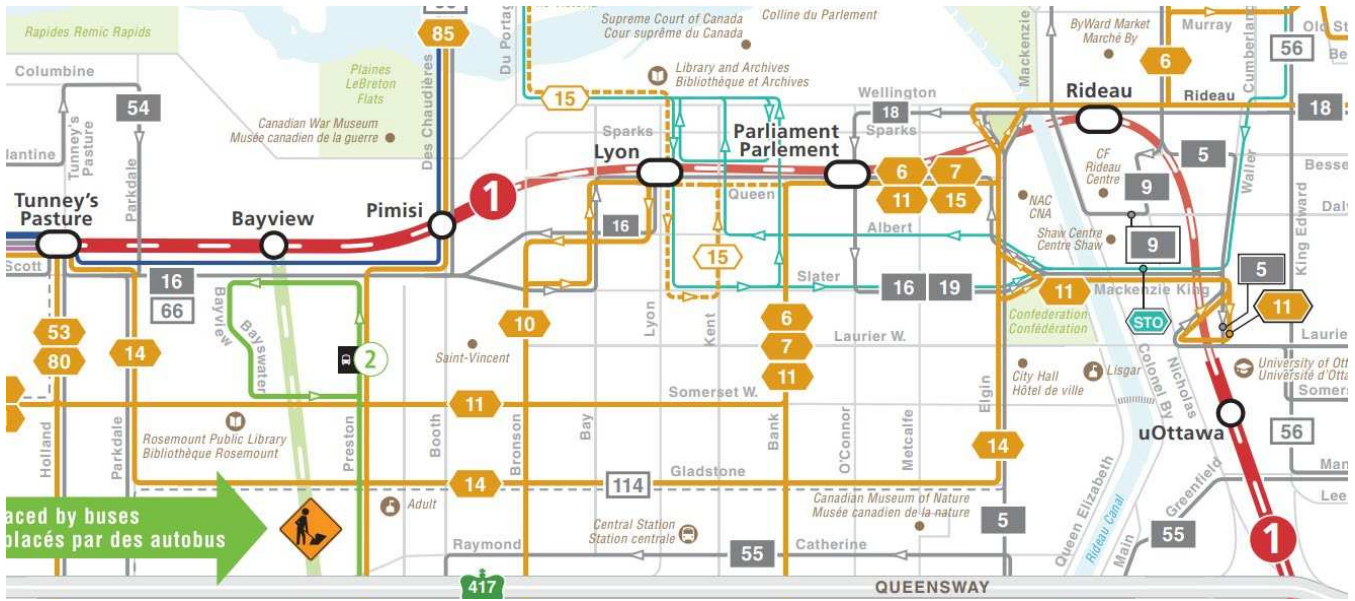 Rapides Remic Rapids
85
Du Portage
Supreme Court of Canada
Cour suprême du Canada
Colline du Parlement
Mackenzie
ByWard Market
Marché By
Murray
Cumberland
56
Old St
Columbine
54
Plaines
LeBreton
Flats
Des Chaudières
Library and Archives
Bibliothèque et Archives
15
Wellington
18
6
Rideau
Rideau
18
Canadian War Museum
Musée canadien de la guerre
Sparks
Parliament
Parlement
Sparks
Tunney's
Pasture
Parkdale
Lyon
1
6
7
11
15
Queen
CF
Rideau
Centre
5
9
Waller
Tunney's
Pasture
Bayview
Pimisi
16
Albert
NAC
CNA
Shaw Centre
Centre Shaw
9
King Edward
Scott
16
66
15
Slater
16
19
11
Mackenzie King
5
11
Bayview
Bayswater
53
80
14
2
10
Lyon
Kent
6
7
11
Laurier W.
Confederation
Confédération
STO
Saint-Vincent
Colonel By
Nicholas
City Hall
Hôtel de ville
Lisgar
University of Ott
Université d'Otta
Somerset W.
11
Rosemount Public Library
Bibliothèque Rosemount
Holland
Parkdale
Preston
Booth
Bronson
Bay
Bank
O'Connor
Metcalfe
Elgin
uOttawa
56
14
114
Gladstone
14
Adult
Canadian Museum of Nature
Musée canadien de la nature
5
Queen Elizabeth
Rideau Canal
Greenfield
Main
55
1
aced by buses
placés par des autobus
Central Station
Station centrale
Raymond
55
Catherine
417
QUEENSWAY